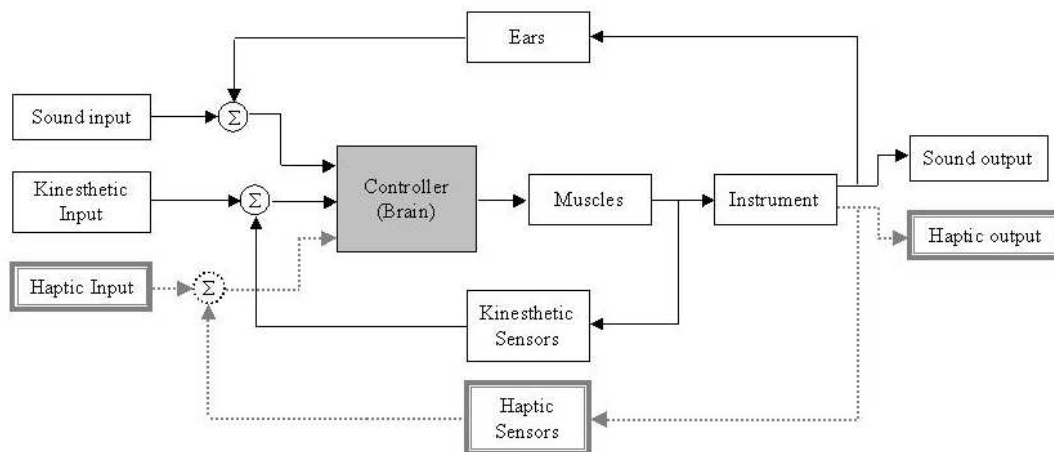 Ears
Sound input
Σ
Sound output
Kinesthetic
Input
Σ
Controller
(Brain)
Muscles
Instrument
Haptic output
Haptic Input
Σ
Kinesthetic
Sensors
Haptic
Sensors